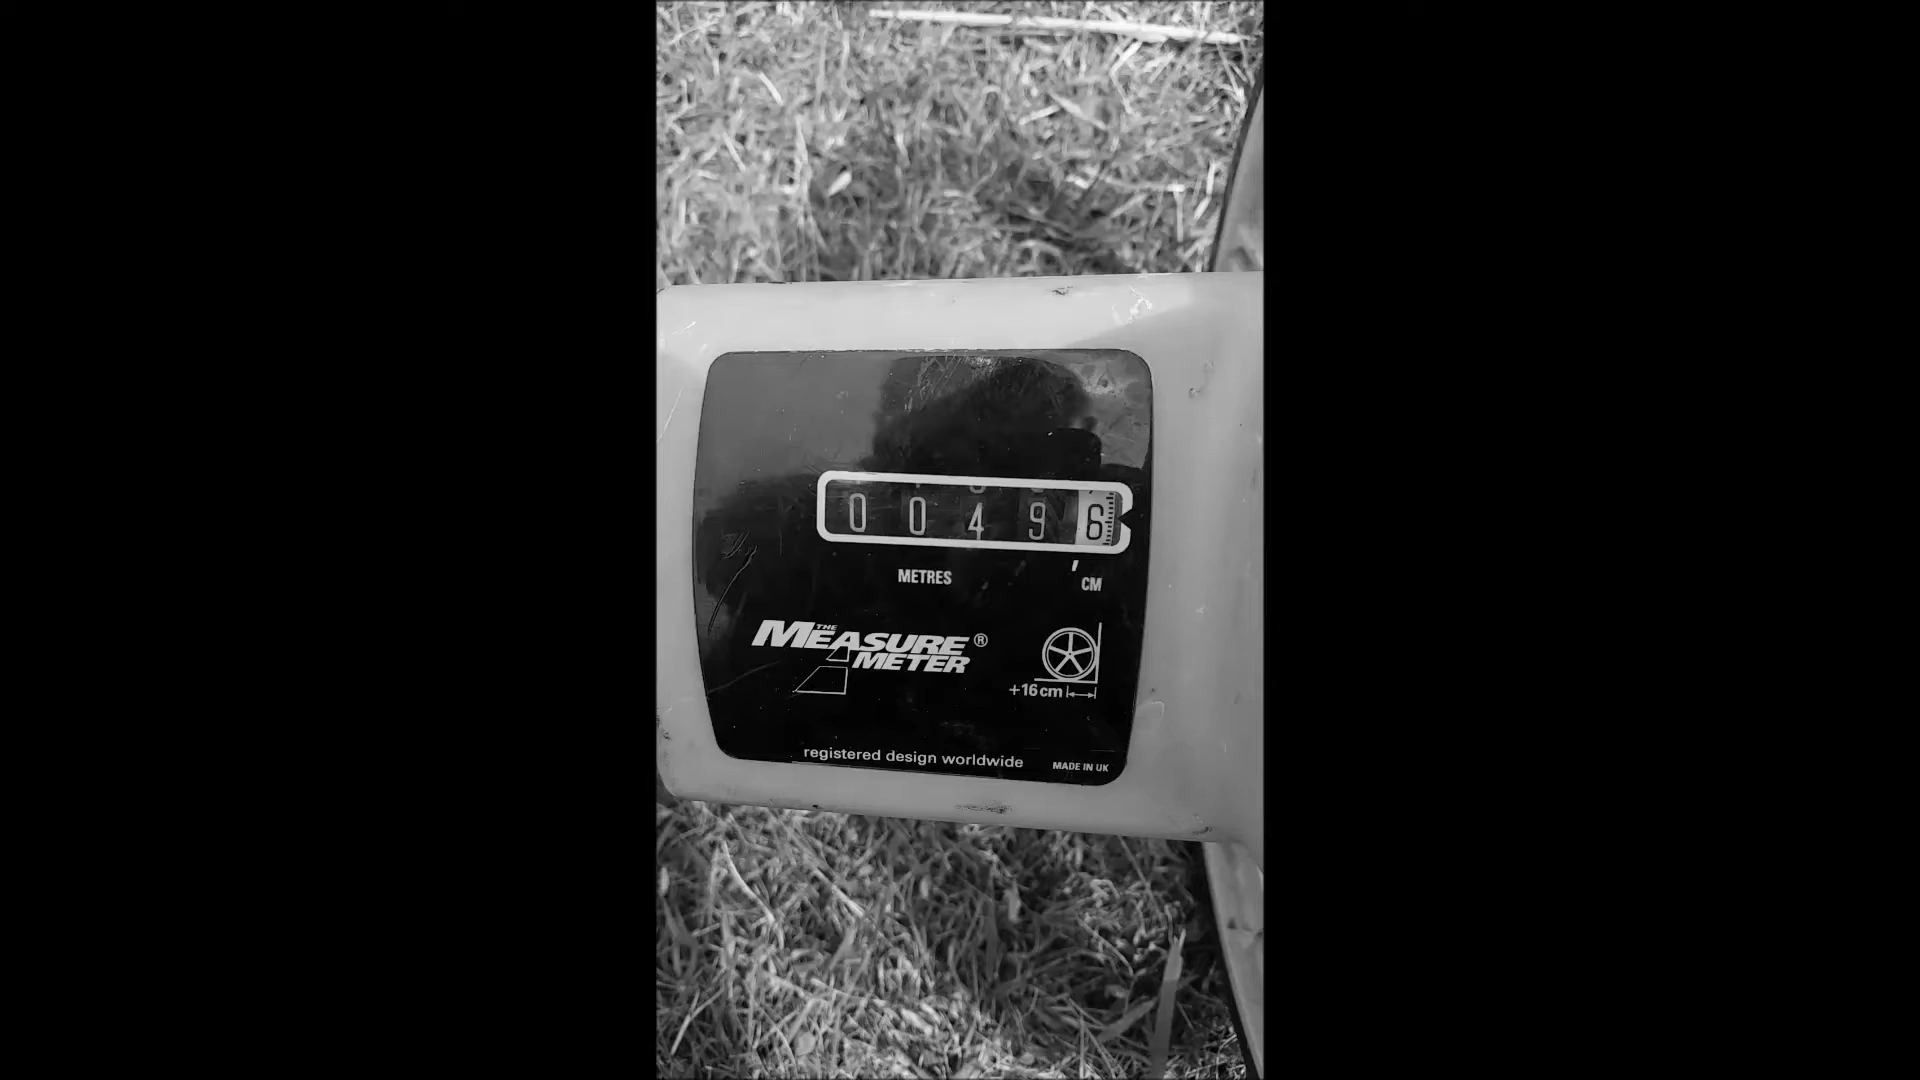 0 0 4 9 6
METRES ' CM
THE
MEASURE®
METER
+16cm
registered design worldwide MADE IN UK